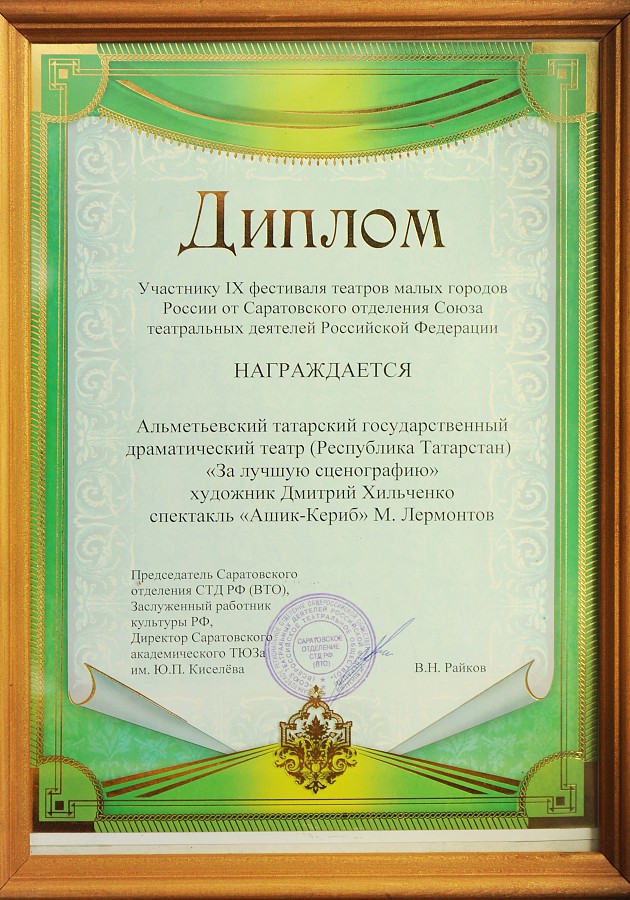 Диплом
Участнику IX фестиваля театров малых городов
России от Саратовского отделения Союза
театральных деятелей Российской Федерации
НАГРАЖДАЕТСЯ
Альметьевский татарский государственный
драматический театр (Республика Татарстан)
«За лучшую сценографию»
художник Дмитрий Хильченко
спектакль «Ашик-Кериб» М. Лермонтов
Председатель Саратовского
отделения СТД РФ (ВТО),
Заслуженный работник
культуры РФ,
Директор Саратовского
академического ТЮЗа
им. Ю.П. Киселёва
В.Н. Райков
САРАТОВСКОЕ
ОТДЕЛЕНИЕ
СТД РФ
(ВТО)